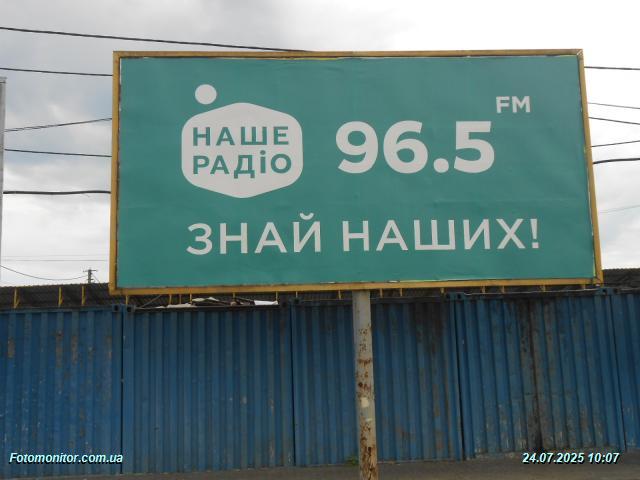 НАШЕ
РАДІО
96.5 FM
ЗНАЙ НАШИХ!
Fotomonitor.com.ua
24.07.2025 10:07